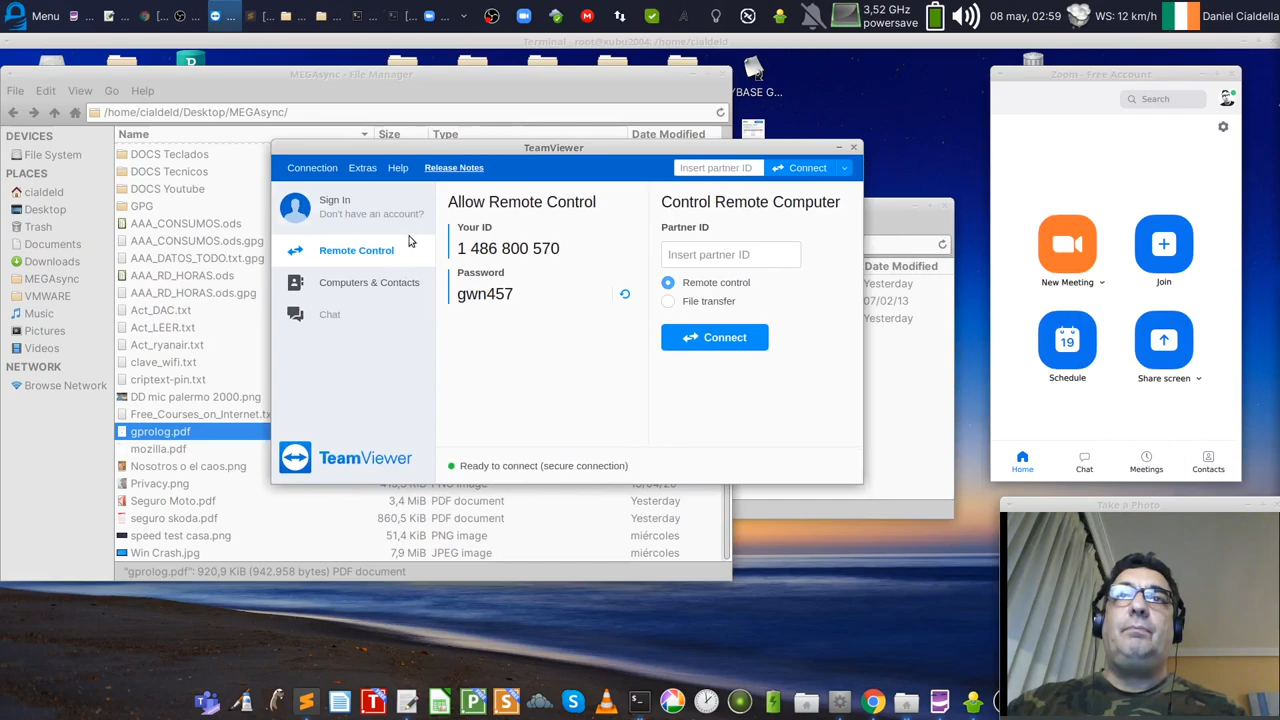 Menu
3,52 GHz
powersave
08 may, 02:59
WS: 12 km/h
Daniel Cialdella
Terminal - root@xubu2004: /home/cialdeld
MEGAsync - File Manager
File Edit View Go Help
/home/cialdeld/Desktop/MEGAsync/
DEVICES
File System
PLACES
cialdeld
Desktop
Trash
Documents
Downloads
MEGAsync
VMWARE
Music
Pictures
Videos
NETWORK
Browse Network
Name Size Type Date Modified
DOCS Teclados
DOCS Tecnicos
DOCS Youtube
GPG
AAA_CONSUMOS.ods
AAA_CONSUMOS.ods.gpg
AAA_DATOS_TODO.txt.gpg
AAA_RD_HORAS.ods
AAA_RD_HORAS.ods.gpg
Act_DAC.txt
Act_LEER.txt
Act_ryanair.txt
clave_wifi.txt
criptext-pin.txt
DD mic palermo 2000.png
Free_Courses_on_Internet.tx
gprolog.pdf
mozilla.pdf
Nosotros o el caos.png
Privacy.png
Seguro Moto.pdf 3,4 MiB PDF document Yesterday
seguro skoda.pdf 860,5 KiB PDF document Yesterday
speed test casa.png 51,4 KiB PNG image miércoles
Win Crash.jpg 7,9 MiB JPEG image miércoles
"gprolog.pdf": 920,9 KiB (942.958 bytes) PDF document
YBASE G...
TeamViewer
Connection Extras Help Release Notes
Insert partner ID
Connect
Sign In
Don't have an account?
Remote Control
Computers & Contacts
Chat
TeamViewer
Allow Remote Control
Your ID
1 486 800 570
Password
gwn457
Control Remote Computer
Partner ID
Insert partner ID
Remote control
File transfer
Connect
Ready to connect (secure connection)
Date Modified
Yesterday
07/02/13
Yesterday
Zoom - Free Account
Search
New Meeting
Join
19
Schedule
Share screen
Home
Chat
Meetings
Contacts
Take a Photo